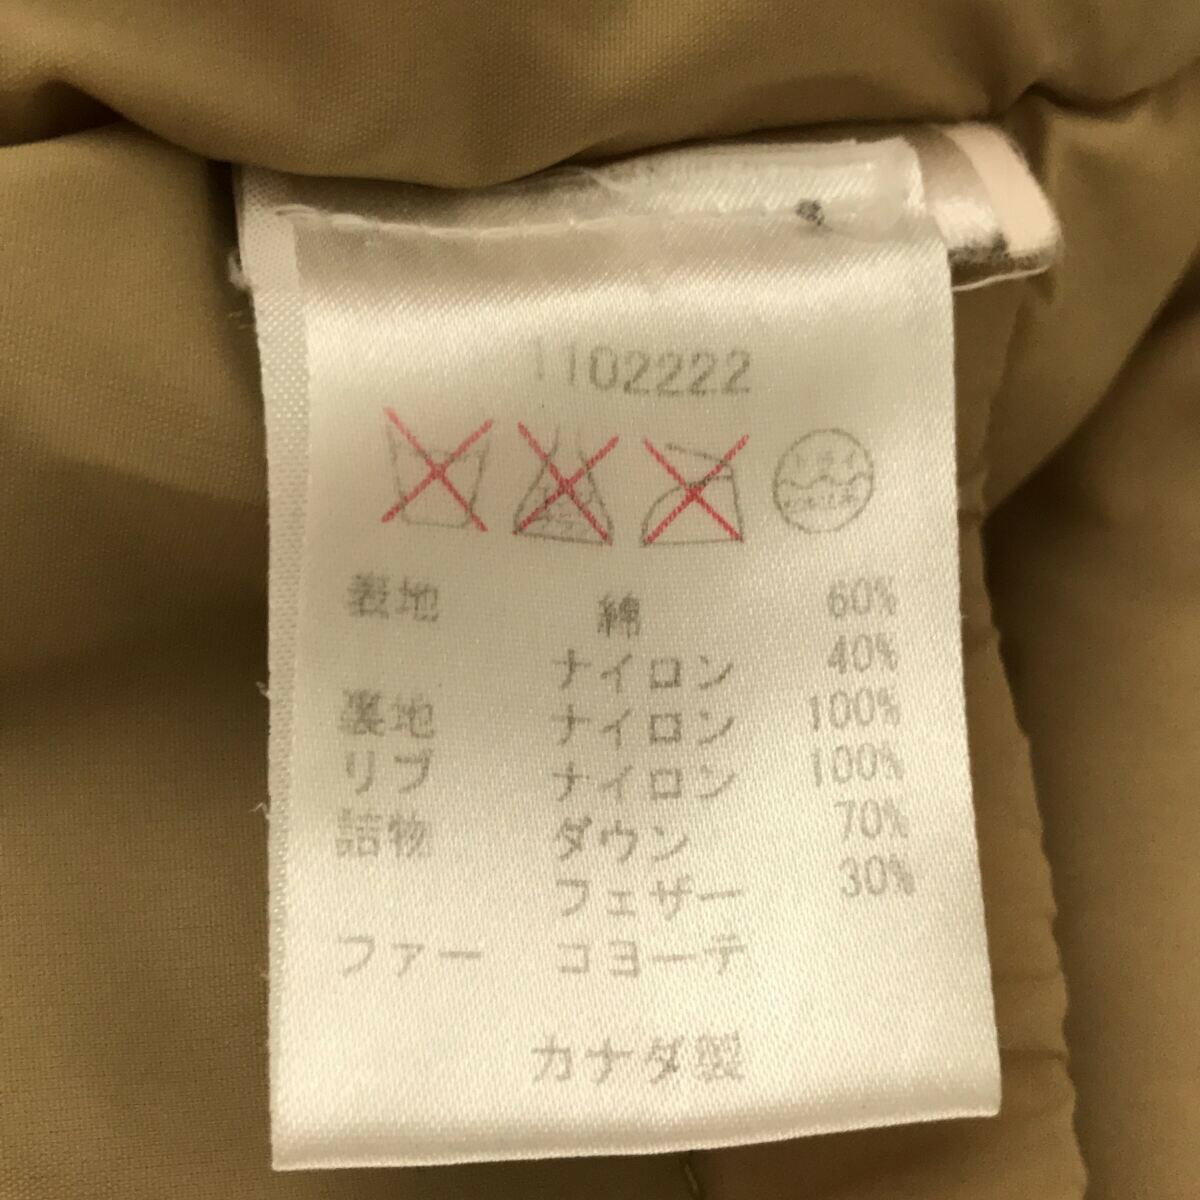 1102222
表地 綿 60%
ナイロン 40%
裏地 ナイロン 100%
リブ ナイロン 100%
詰物 ダウン 70%
フェザー 30%
ファー コヨーテ
カナダ製